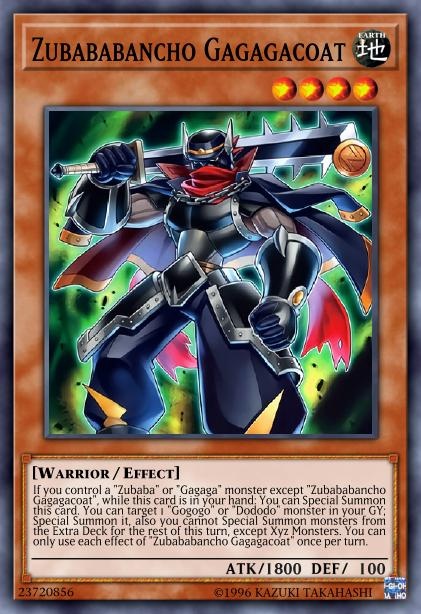 ZUBABABANCHO GAGAGACOAT
EARTH
地
[WARRIOR / EFFECT]
If you control a "Zubaba" or "Gagaga" monster except "Zubababancho
Gagagacoat", while this card is in your hand: You can Special Summon
this card. You can target 1 "Gogogo" or "Dododo" monster in your GY;
Special Summon it, also you cannot Special Summon monsters from
the Extra Deck for the rest of this turn, except Xyz Monsters. You can
only use each effect of "Zubababancho Gagagacoat" once per turn.
ATK/1800 DEF/ 100
23720856
©1996 KAZUKI TAKAHASHI